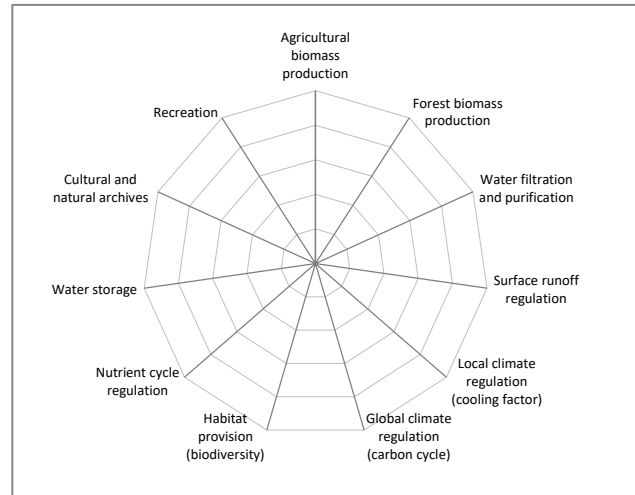 Agricultural
biomass
production
Forest biomass
production
Water filtration
and purification
Surface runoff
regulation
Local climate
regulation
(cooling factor)
Global climate
regulation
(carbon cycle)
Habitat
provision
(biodiversity)
Nutrient cycle
regulation
Water storage
Cultural and
natural archives
Recreation